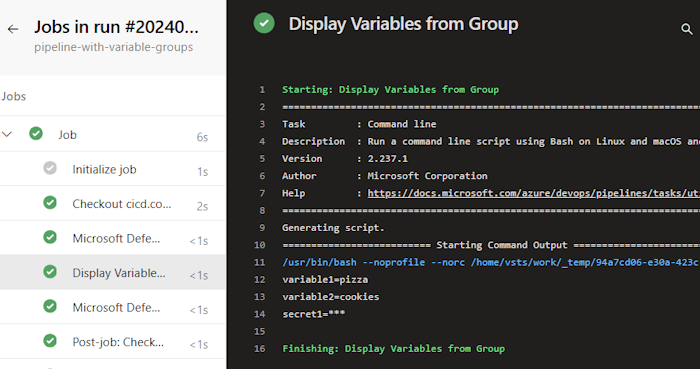 Jobs in run #20240...
pipeline-with-variable-groups
Jobs
Job 6s
Initialize job 1s
Checkout cicd.co... 2s
Microsoft Defe... <1s
Display Variable... <1s
Microsoft Defe... <1s
Post-job: Check... <1s
Display Variables from Group
1 Starting: Display Variables from Group
2 ==============================================================================
3 Task         : Command line
4 Description  : Run a command line script using Bash on Linux and macOS and
5 Version      : 2.237.1
6 Author       : Microsoft Corporation
7 Help         : https://docs.microsoft.com/azure/devops/pipelines/tasks/ut
8 ==============================================================================
9 Generating script.
10 ========================== Starting Command Output ======================
11 /usr/bin/bash --noprofile --norc /home/vsts/work/_temp/94a7cd06-e30a-423c
12 variable1=pizza
13 variable2=cookies
14 secret1=***
15
16 Finishing: Display Variables from Group